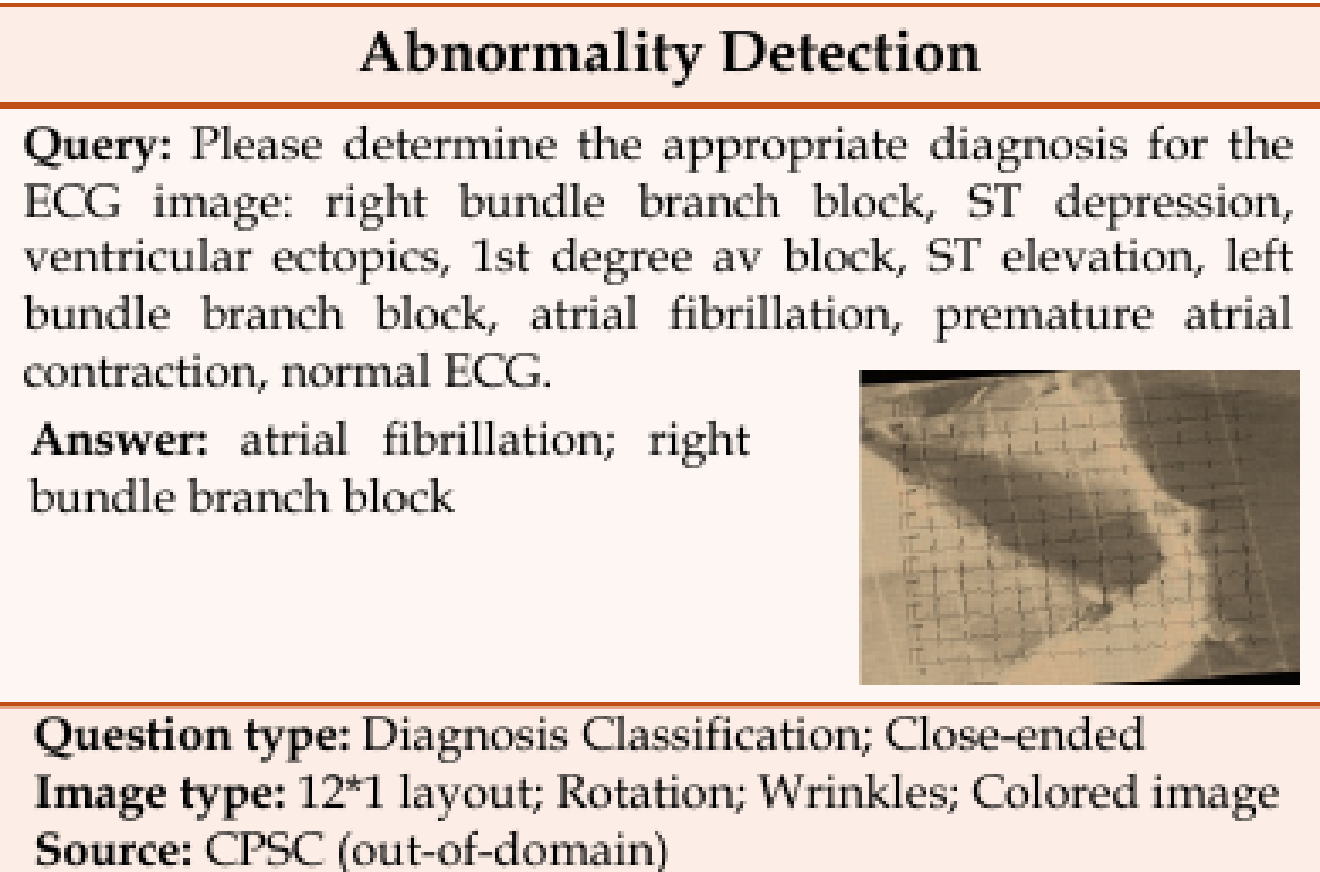 Abnormality Detection
Query: Please determine the appropriate diagnosis for the
ECG image: right bundle branch block, ST depression,
ventricular ectopics, 1st degree av block, ST elevation, left
bundle branch block, atrial fibrillation, premature atrial
contraction, normal ECG.
Answer: atrial fibrillation; right
bundle branch block
Question type: Diagnosis Classification; Close-ended
Image type: 12*1 layout; Rotation; Wrinkles; Colored image
Source: CPSC (out-of-domain)